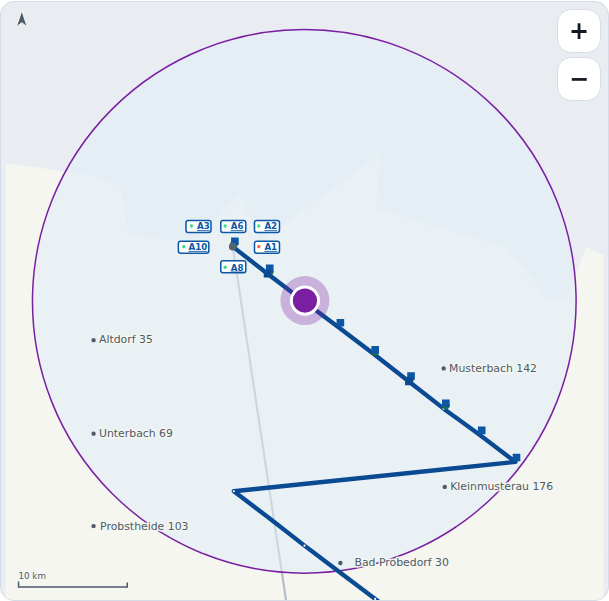 +
−
A3 A6 A2
A10 A1
A8
Altdorf 35
Musterbach 142
Unterbach 69
Kleinmusterau 176
Probstheide 103
Bad Probedorf 30
10 km